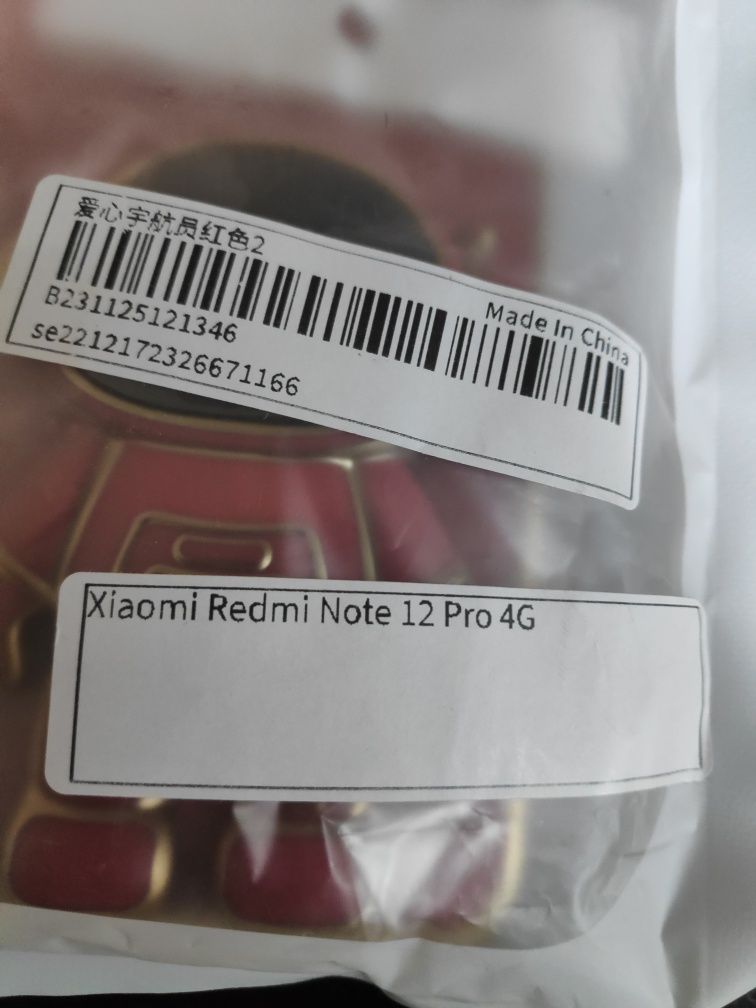 爱心宇航员红色2
Made In China
B231125121346
se2212172326671166
Xiaomi Redmi Note 12 Pro 4G